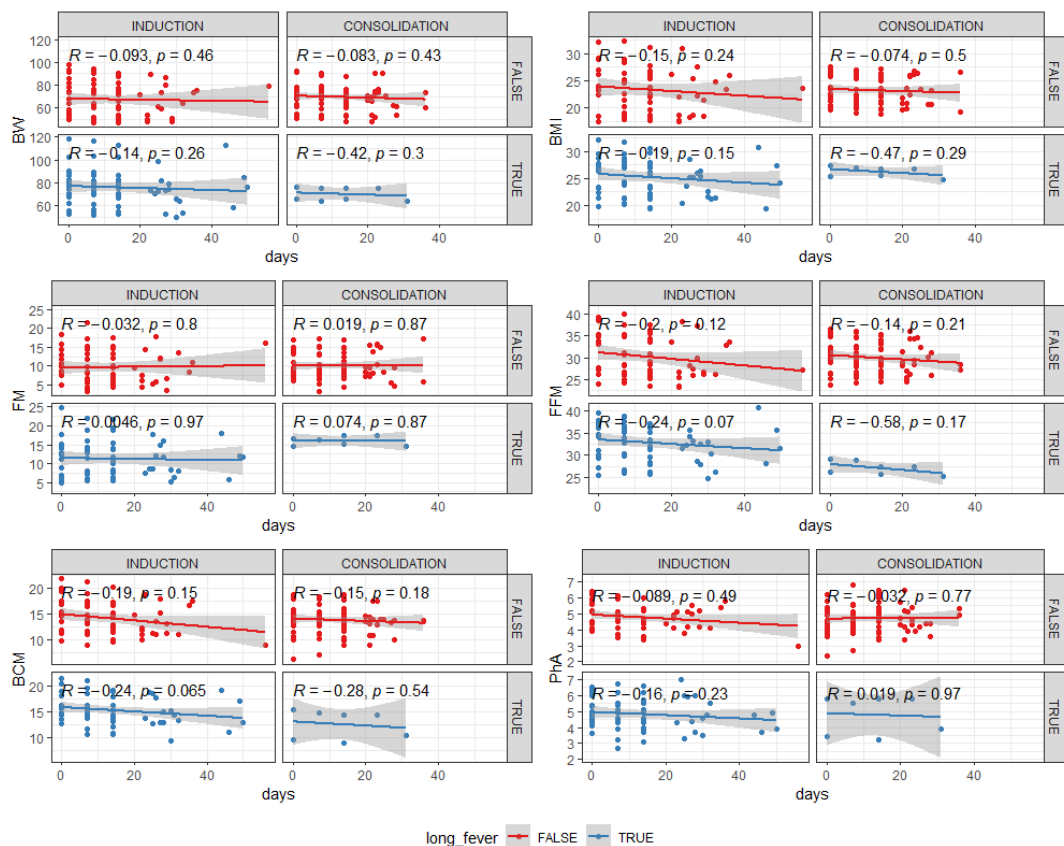 INDUCTION CONSOLIDATION INDUCTION CONSOLIDATION
BW 120 100 80 60 R = −0.093, p = 0.46 R = −0.083, p = 0.43 FALSE BMI 30 25 20 R = −0.15, p = 0.24 R = −0.074, p = 0.5 FALSE
120 100 80 60 R = −0.14, p = 0.26 R = −0.42, p = 0.3 TRUE 30 25 20 R = −0.19, p = 0.15 R = −0.47, p = 0.29 TRUE
0 20 40 0 20 40 0 20 40 0 20 40
days days
INDUCTION CONSOLIDATION INDUCTION CONSOLIDATION
FM 25 20 15 10 5 R = −0.032, p = 0.8 R = 0.019, p = 0.87 FALSE FFM 40 35 30 25 R = −0.2, p = 0.12 R = −0.14, p = 0.21 FALSE
25 20 15 10 5 R = 0.0046, p = 0.97 R = 0.074, p = 0.87 TRUE 40 35 30 25 R = −0.24, p = 0.07 R = −0.58, p = 0.17 TRUE
0 20 40 0 20 40 0 20 40 0 20 40
days days
INDUCTION CONSOLIDATION INDUCTION CONSOLIDATION
BCM 20 15 10 R = −0.19, p = 0.15 R = −0.15, p = 0.18 FALSE PhA 7 6 5 4 3 2 R = −0.089, p = 0.49 R = −0.032, p = 0.77 FALSE
20 15 10 R = −0.24, p = 0.065 R = −0.28, p = 0.54 TRUE 7 6 5 4 3 2 R = −0.16, p = 0.23 R = 0.019, p = 0.97 TRUE
0 20 40 0 20 40 0 20 40 0 20 40
days days
long_fever FALSE TRUE